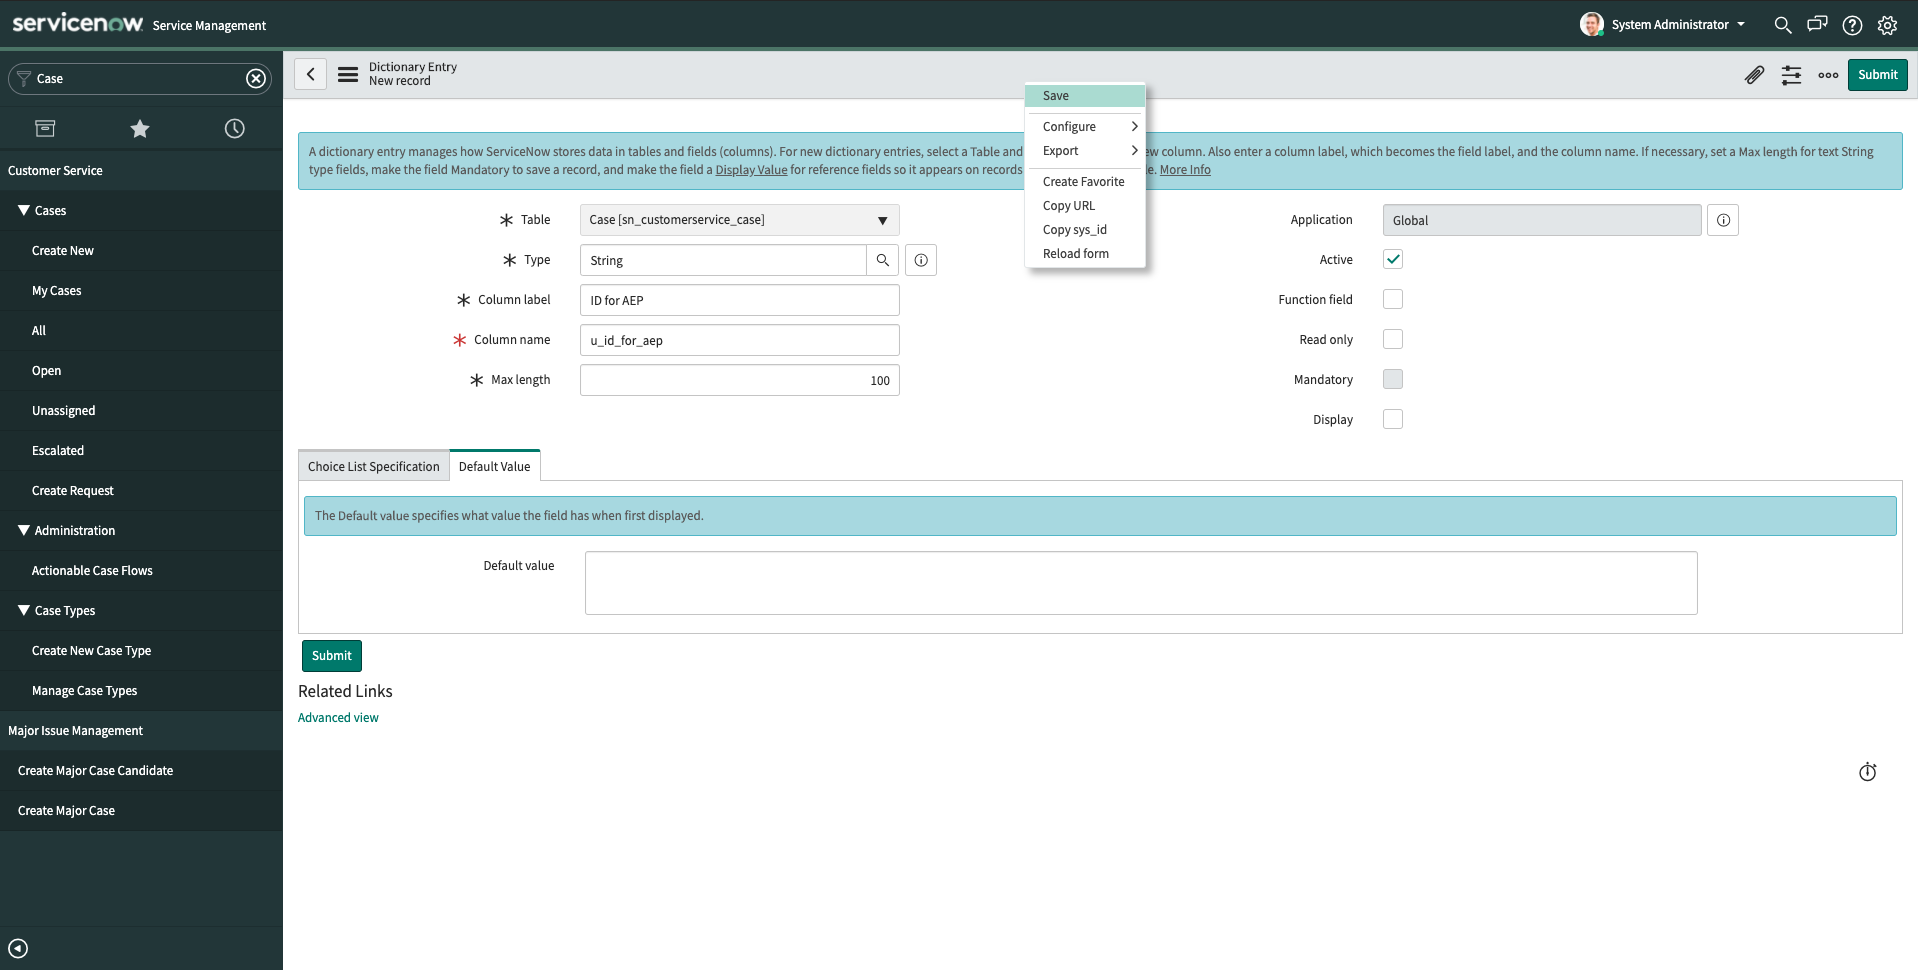 servicenow Service Management
System Administrator
Case
Customer Service
Cases
Create New
My Cases
All
Open
Unassigned
Escalated
Create Request
Administration
Actionable Case Flows
Case Types
Create New Case Type
Manage Case Types
Major Issue Management
Create Major Case Candidate
Create Major Case
Dictionary Entry
New record
Submit
Save
Configure
Export
Create Favorite
Copy URL
Copy sys_id
Reload form
A dictionary entry manages how ServiceNow stores data in tables and fields (columns). For new dictionary entries, select a Table and ew column. Also enter a column label, which becomes the field label, and the column name. If necessary, set a Max length for text String
type fields, make the field Mandatory to save a record, and make the field a Display Value for reference fields so it appears on records e. More Info
Table Case [sn_customerservice_case]
Type String
Column label ID for AEP
Column name u_id_for_aep
Max length 100
Application Global
Active
Function field
Read only
Mandatory
Display
Choice List Specification Default Value
The Default value specifies what value the field has when first displayed.
Default value
Submit
Related Links
Advanced view